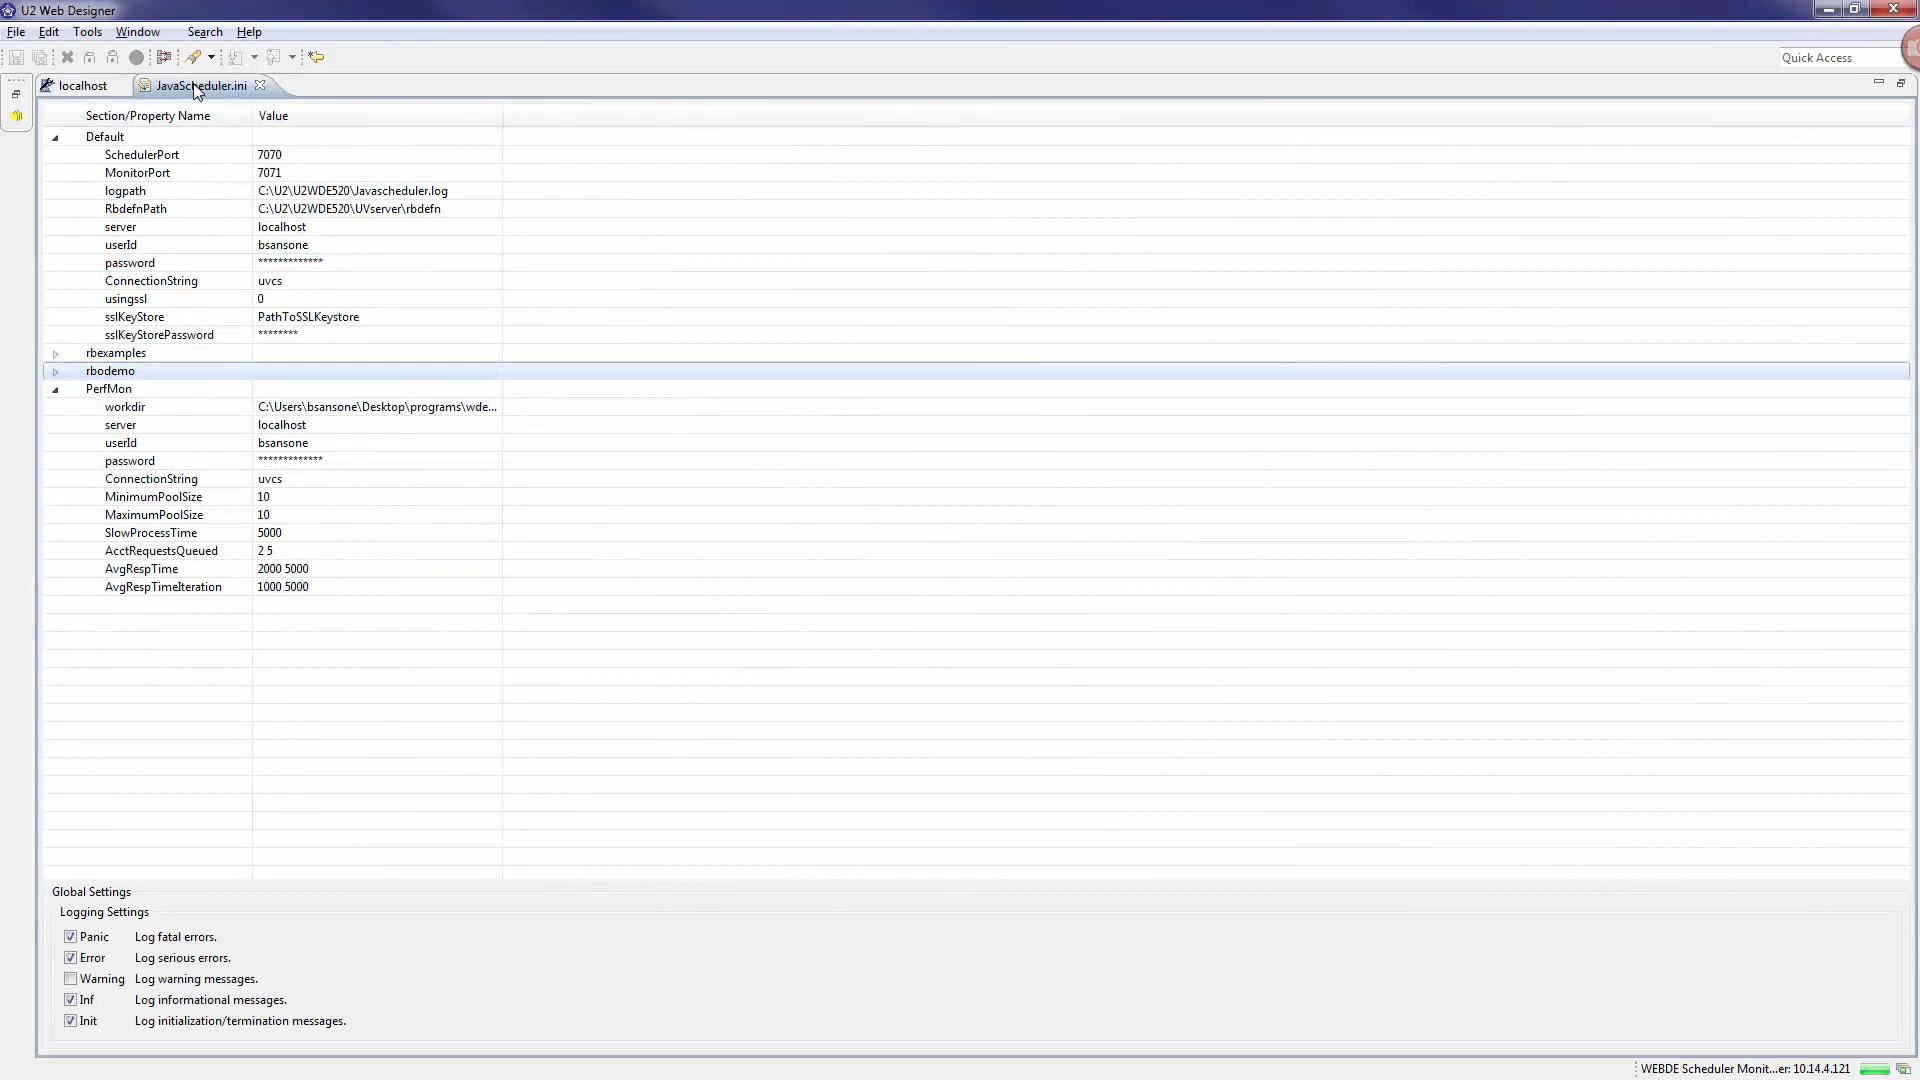 U2 Web Designer
File Edit Tools Window Search Help
Quick Access
localhost JavaScheduler.ini
Section/Property Name Value
Default
SchedulerPort 7070
MonitorPort 7071
logpath C:\U2\U2WDE520\Javascheduler.log
RbdefnPath C:\U2\U2WDE520\UVserver\rbdefn
server localhost
userId bsansone
password *************
ConnectionString uvcs
usingssl 0
sslKeyStore PathToSSLKeystore
sslKeyStorePassword ********
rbexamples
rbodemo
PerfMon
workdir C:\Users\bsansone\Desktop\programs\wde...
server localhost
userId bsansone
password *************
ConnectionString uvcs
MinimumPoolSize 10
MaximumPoolSize 10
SlowProcessTime 5000
AcctRequestsQueued 2 5
AvgRespTime 2000 5000
AvgRespTimeIteration 1000 5000
Global Settings
Logging Settings
Panic Log fatal errors.
Error Log serious errors.
Warning Log warning messages.
Inf Log informational messages.
Init Log initialization/termination messages.
WEBDE Scheduler Monit...er: 10.14.4.121